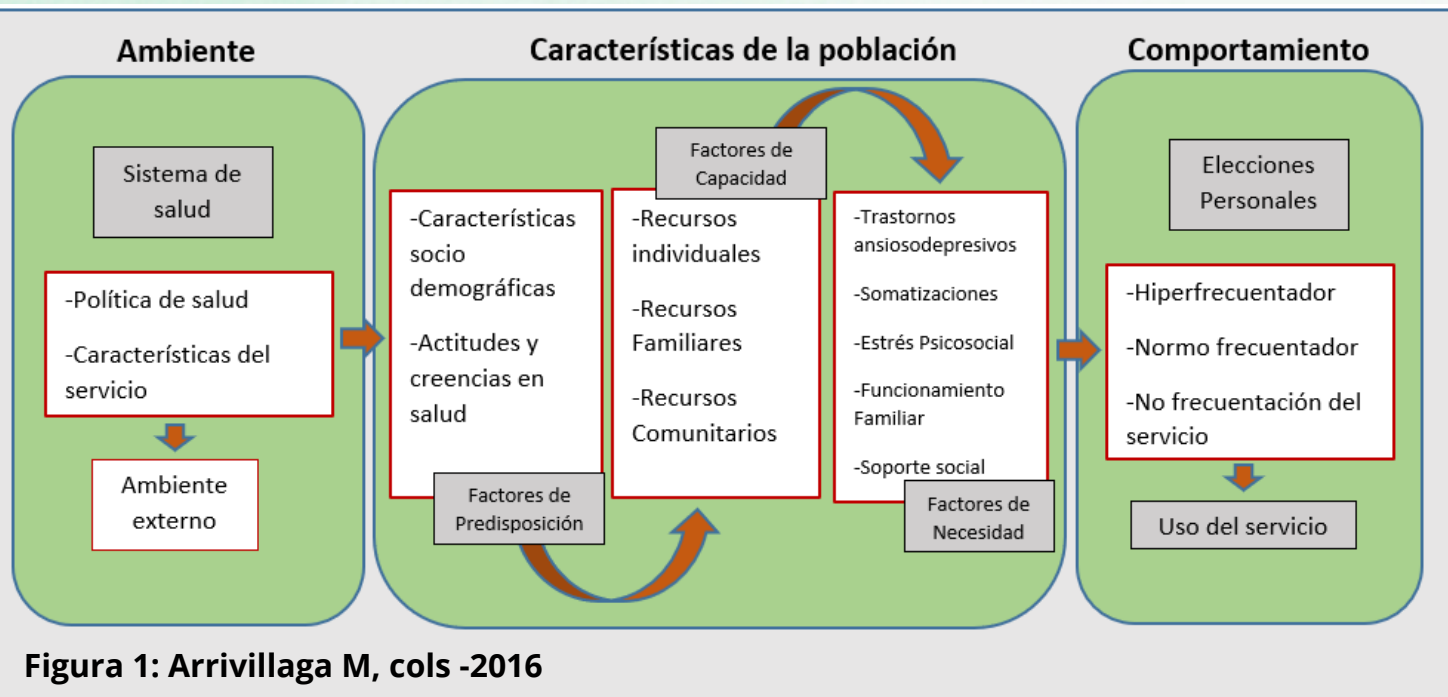 Ambiente
Sistema de
salud
-Política de salud
-Características del
servicio
Ambiente
externo
Características de la población
-Características
socio
demográficas
-Actitudes y
creencias en
salud
Factores de
Predisposición
Factores de
Capacidad
-Recursos
individuales
-Recursos
Familiares
-Recursos
Comunitarios
-Trastornos
ansiosodepresivos
-Somatizaciones
-Estrés Psicosocial
-Funcionamiento
Familiar
-Soporte social
Factores de
Necesidad
Comportamiento
Elecciones
Personales
-Hiperfrecuentador
-Normo frecuentador
-No frecuentación del
servicio
Uso del servicio
Figura 1: Arrivillaga M, cols -2016